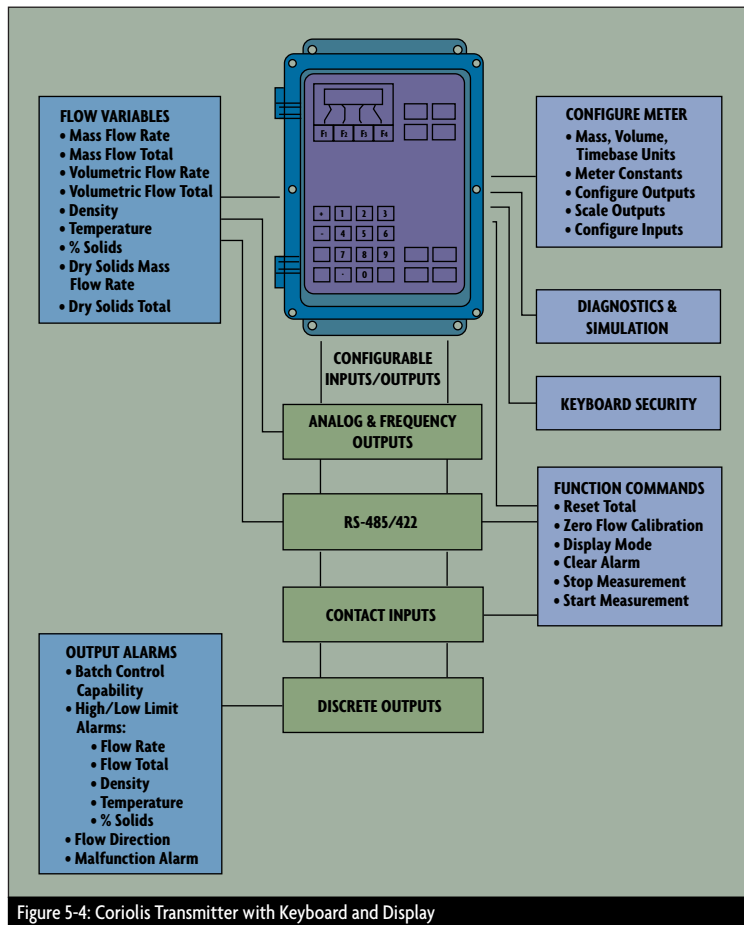 FLOW VARIABLES
• Mass Flow Rate
• Mass Flow Total
• Volumetric Flow Rate
• Volumetric Flow Total
• Density
• Temperature
• % Solids
• Dry Solids Mass
Flow Rate
• Dry Solids Total
F1 F2 F3 F4
+ 1 2 3
- 4 5 6
7 8 9
. 0
CONFIGURE METER
• Mass, Volume,
Timebase Units
• Meter Constants
• Configure Outputs
• Scale Outputs
• Configure Inputs
DIAGNOSTICS &
SIMULATION
KEYBOARD SECURITY
CONFIGURABLE
INPUTS/OUTPUTS
ANALOG & FREQUENCY
OUTPUTS
RS-485/422
CONTACT INPUTS
DISCRETE OUTPUTS
FUNCTION COMMANDS
• Reset Total
• Zero Flow Calibration
• Display Mode
• Clear Alarm
• Stop Measurement
• Start Measurement
OUTPUT ALARMS
• Batch Control
Capability
• High/Low Limit
Alarms:
• Flow Rate
• Flow Total
• Density
• Temperature
• % Solids
• Flow Direction
• Malfunction Alarm
Figure 5-4: Coriolis Transmitter with Keyboard and Display